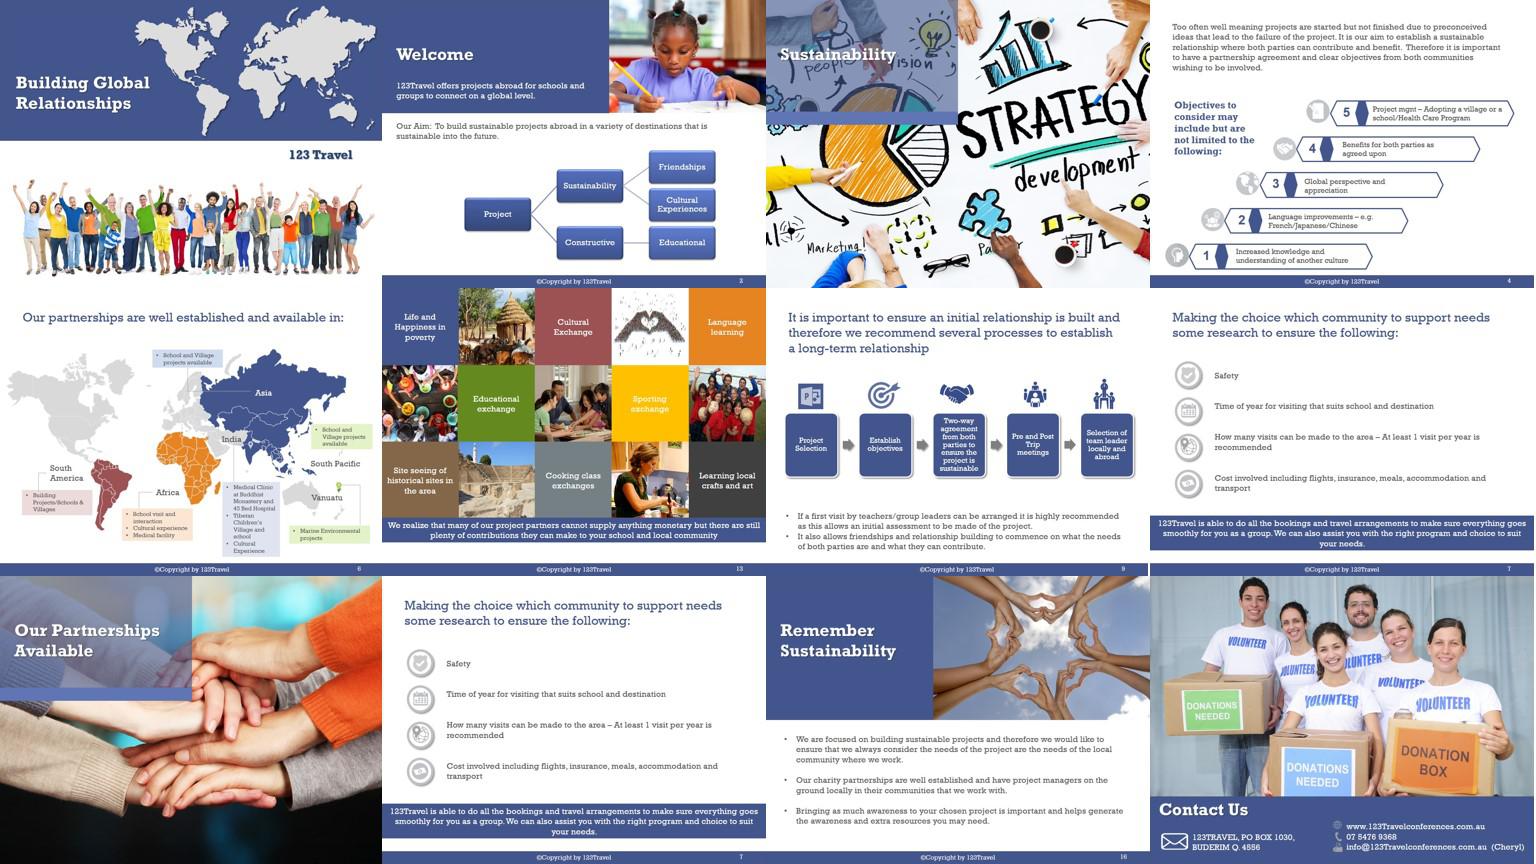 Building Global
Relationships
123 Travel
Welcome
123Travel offers projects abroad for schools and
groups to connect on a global level.
Our Aim: To build sustainable projects abroad in a variety of destinations that is
sustainable into the future.
Project
Sustainability
Constructive
Friendships
Cultural
Experiences
Educational
©Copyright by 123Travel
2
Sustainability
people
vision
STRATEGY
development
Marketing!
Too often well meaning projects are started but not finished due to preconceived
ideas that lead to the failure of the project. It is our aim to establish a sustainable
relationship where both parties can contribute and benefit. Therefore it is important
to have a partnership agreement and clear objectives from both communities
wishing to be involved.
Objectives to
consider may
include but are
not limited to the
following:
5
Project mgnt – Adopting a village or a
school/Health Care Program
4
Benefits for both parties as
agreed upon
3
Global perspective and
appreciation
2
Language improvements – e.g.
French/Japanese/Chinese
1
Increased knowledge and
understanding of another culture
©Copyright by 123Travel
4
Our partnerships are well established and available in:
• School and Village
projects available
Asia
India
• School and
Village projects
available
South Pacific
Vanuatu
South
America
Africa
• Building
Projects/Schools &
Villages
• School visit and
interaction
• Cultural experience
• Medical facility
• Medical Clinic
at Buddhist
Monastery and
45 Bed Hospital
• Tibetan
Children's
Village and
school
• Cultural
Experience
• Marine Environmental
projects
©Copyright by 123Travel
6
Life and
Happiness in
poverty
Cultural
Exchange
Language
learning
Educational
exchange
Sporting
exchange
Site seeing of
historical sites in
the area
Cooking class
exchanges
Learning local
crafts and art
We realize that many of our project partners cannot supply anything monetary but there are still
plenty of contributions they can make to your school and local community
©Copyright by 123Travel
13
It is important to ensure an initial relationship is built and
therefore we recommend several processes to establish
a long-term relationship
Project
Selection
Establish
objectives
Two-way
agreement
from both
parties to
ensure the
project is
sustainable
Pre and Post
Trip
meetings
Selection of
team leader
locally and
abroad
• If a first visit by teachers/group leaders can be arranged it is highly recommended
as this allows an initial assessment to be made of the project.
• It also allows friendships and relationship building to commence on what the needs
of both parties are and what they can contribute.
©Copyright by 123Travel
9
Making the choice which community to support needs
some research to ensure the following:
Safety
Time of year for visiting that suits school and destination
How many visits can be made to the area – At least 1 visit per year is
recommended
Cost involved including flights, insurance, meals, accommodation and
transport
123Travel is able to do all the bookings and travel arrangements to make sure everything goes
smoothly for you as a group. We can also assist you with the right program and choice to suit
your needs.
©Copyright by 123Travel
7
Our Partnerships
Available
Making the choice which community to support needs
some research to ensure the following:
Safety
Time of year for visiting that suits school and destination
How many visits can be made to the area – At least 1 visit per year is
recommended
Cost involved including flights, insurance, meals, accommodation and
transport
123Travel is able to do all the bookings and travel arrangements to make sure everything goes
smoothly for you as a group. We can also assist you with the right program and choice to suit
your needs.
©Copyright by 123Travel
7
Remember
Sustainability
• We are focused on building sustainable projects and therefore we would like to
ensure that we always consider the needs of the project are the needs of the local
community where we work.
• Our charity partnerships are well established and have project managers on the
ground locally in their communities that we work with.
• Bringing as much awareness to your chosen project is important and helps generate
the awareness and extra resources you may need.
©Copyright by 123Travel
16
VOLUNTEER
VOLUNTEER
VOLUNTEER
VOLUNTEER
VOLUNTEER
DONATIONS
NEEDED
DONATIONS
NEEDED
DONATION
BOX
Contact Us
123TRAVEL, PO BOX 1030,
BUDERIM Q. 4556
www.123Travelconferences.com.au
07 5476 9368
info@123Travelconferences.com.au (Cheryl)